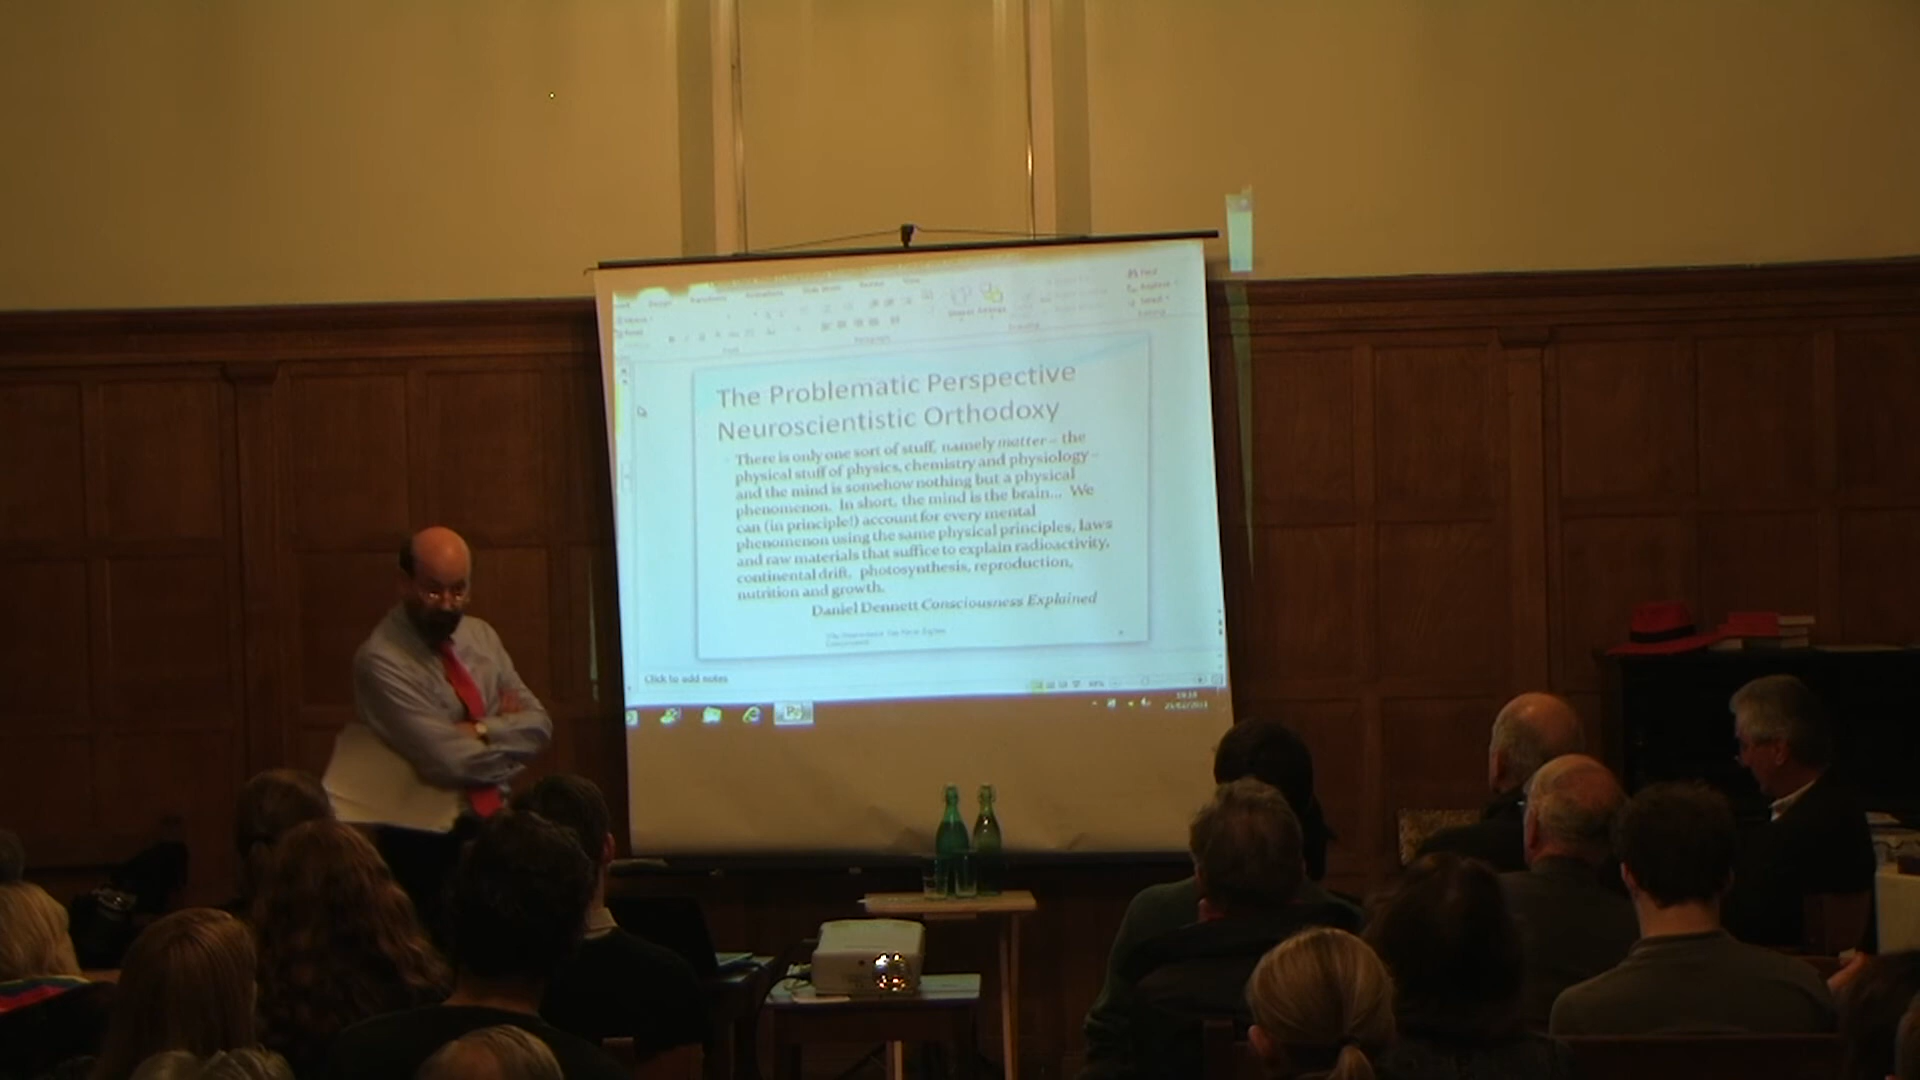 The Problematic Perspective
Neuroscientistic Orthodoxy
There is only one sort of stuff, namely matter – the
physical stuff of physics, chemistry and physiology –
and the mind is somehow nothing but a physical
phenomenon. In short, the mind is the brain... We
can (in principle!) account for every mental
phenomenon using the same physical principles, laws
and raw materials that suffice to explain radioactivity,
continental drift, photosynthesis, reproduction,
nutrition and growth.
Daniel Dennett Consciousness Explained
Click to add notes